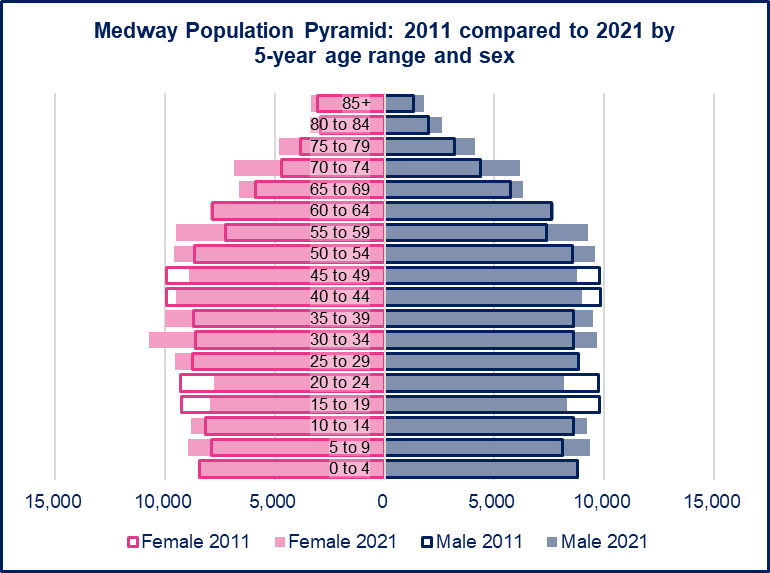 Medway Population Pyramid: 2011 compared to 2021 by
5-year age range and sex
85+
80 to 84
75 to 79
70 to 74
65 to 69
60 to 64
55 to 59
50 to 54
45 to 49
40 to 44
35 to 39
30 to 34
25 to 29
20 to 24
15 to 19
10 to 14
5 to 9
0 to 4
15,000 10,000 5,000 0 5,000 10,000 15,000
Female 2011 Female 2021 Male 2011 Male 2021